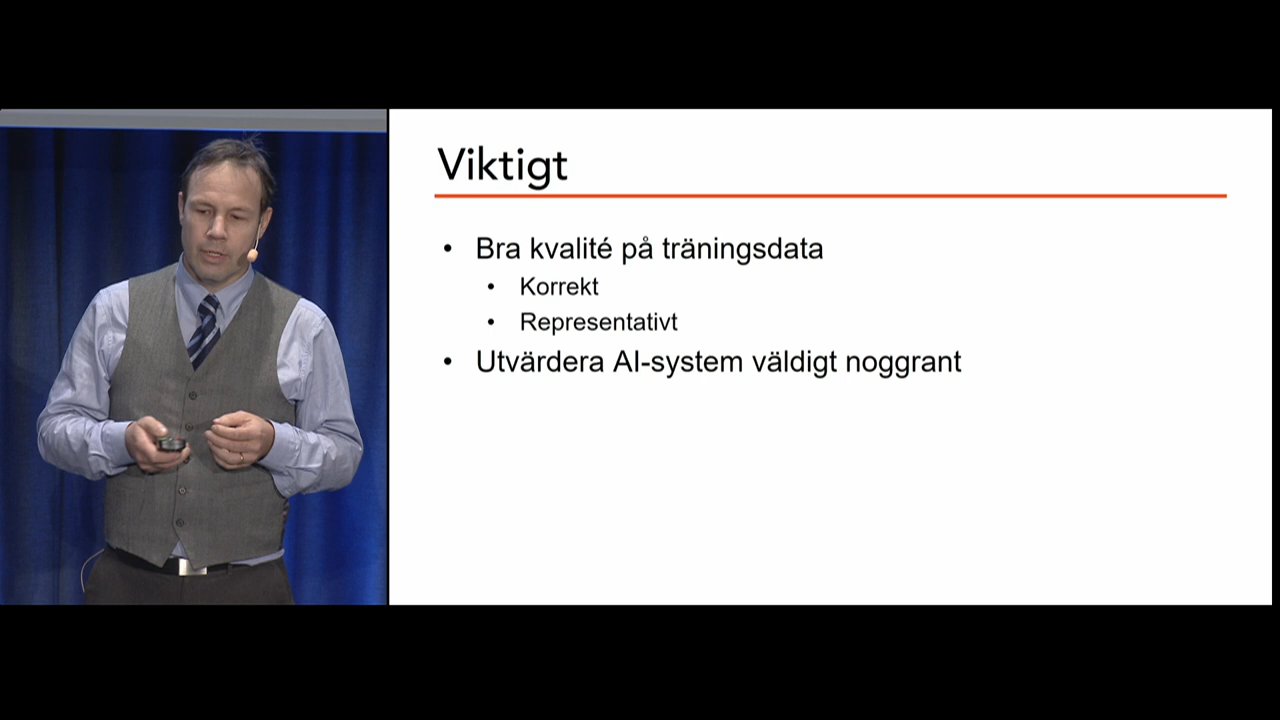 Viktigt
• Bra kvalité på träningsdata
• Korrekt
• Representativt
• Utvärdera AI-system väldigt noggrant